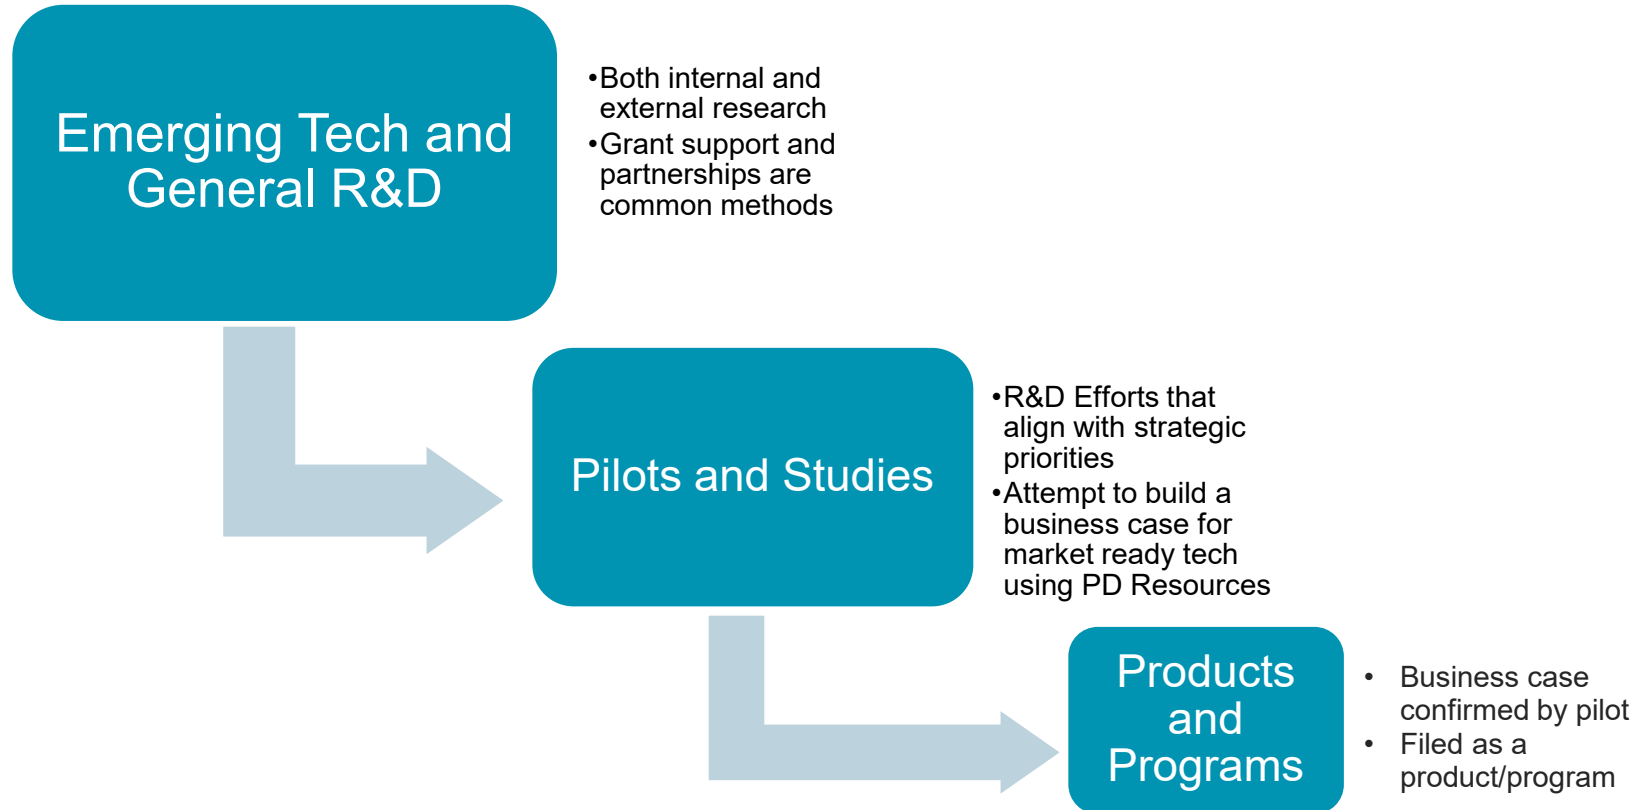 Emerging Tech and
General R&D
•Both internal and
external research
•Grant support and
partnerships are
common methods
Pilots and Studies
•R&D Efforts that
align with strategic
priorities
•Attempt to build a
business case for
market ready tech
using PD Resources
Products
and
Programs
• Business case
confirmed by pilot
• Filed as a
product/program